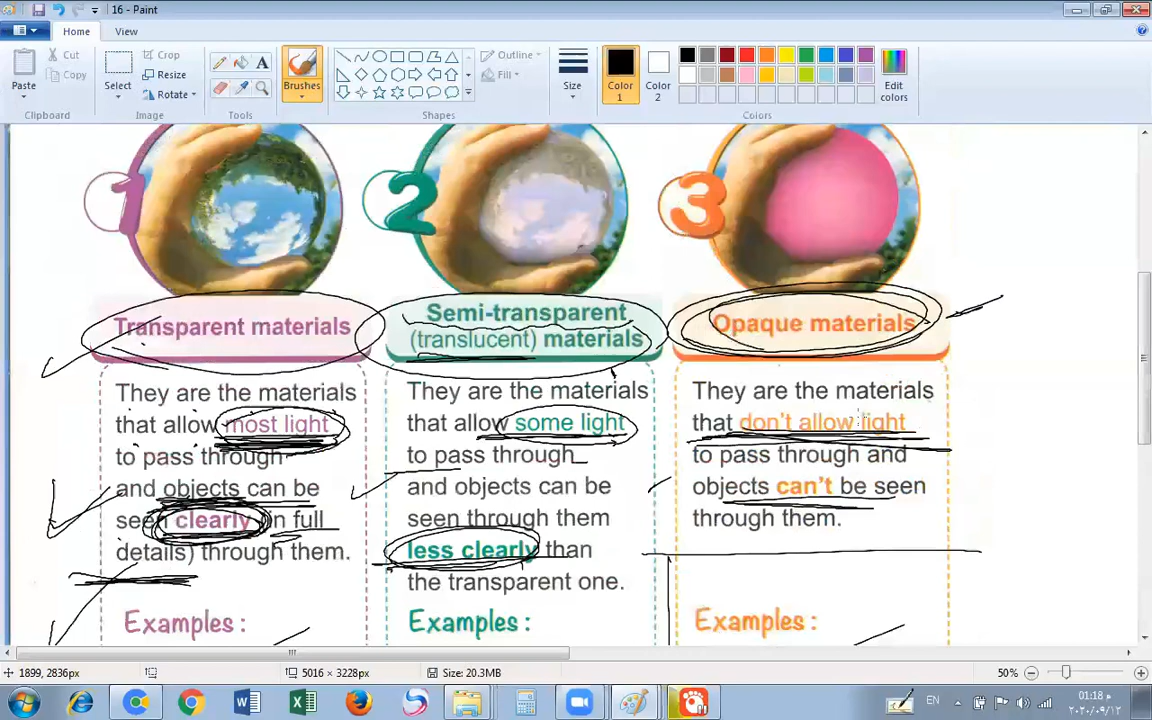 16 - Paint
Home View
Paste
Cut
Copy
Clipboard
Select
Crop
Resize
Rotate
Image
A
Tools
Brushes
Outline
Fill
Shapes
Size
Color
1
Color
2
Edit
colors
Colors
1
2
3
Transparent materials
They are the materials
that allow most light
to pass through
and objects can be
seen clearly (in full
details) through them.
Examples :
Semi-transparent
(translucent) materials
They are the materials
that allow some light
to pass through
and objects can be
seen through them
less clearly than
the transparent one.
Examples :
Opaque materials
They are the materials
that don't allow light
to pass through and
objects can't be seen
through them.
Examples :
1899, 2836px
5016 × 3228px
Size: 20.3MB
50%
EN
01:18 م
٢٠٢٠/٠٩/١٢